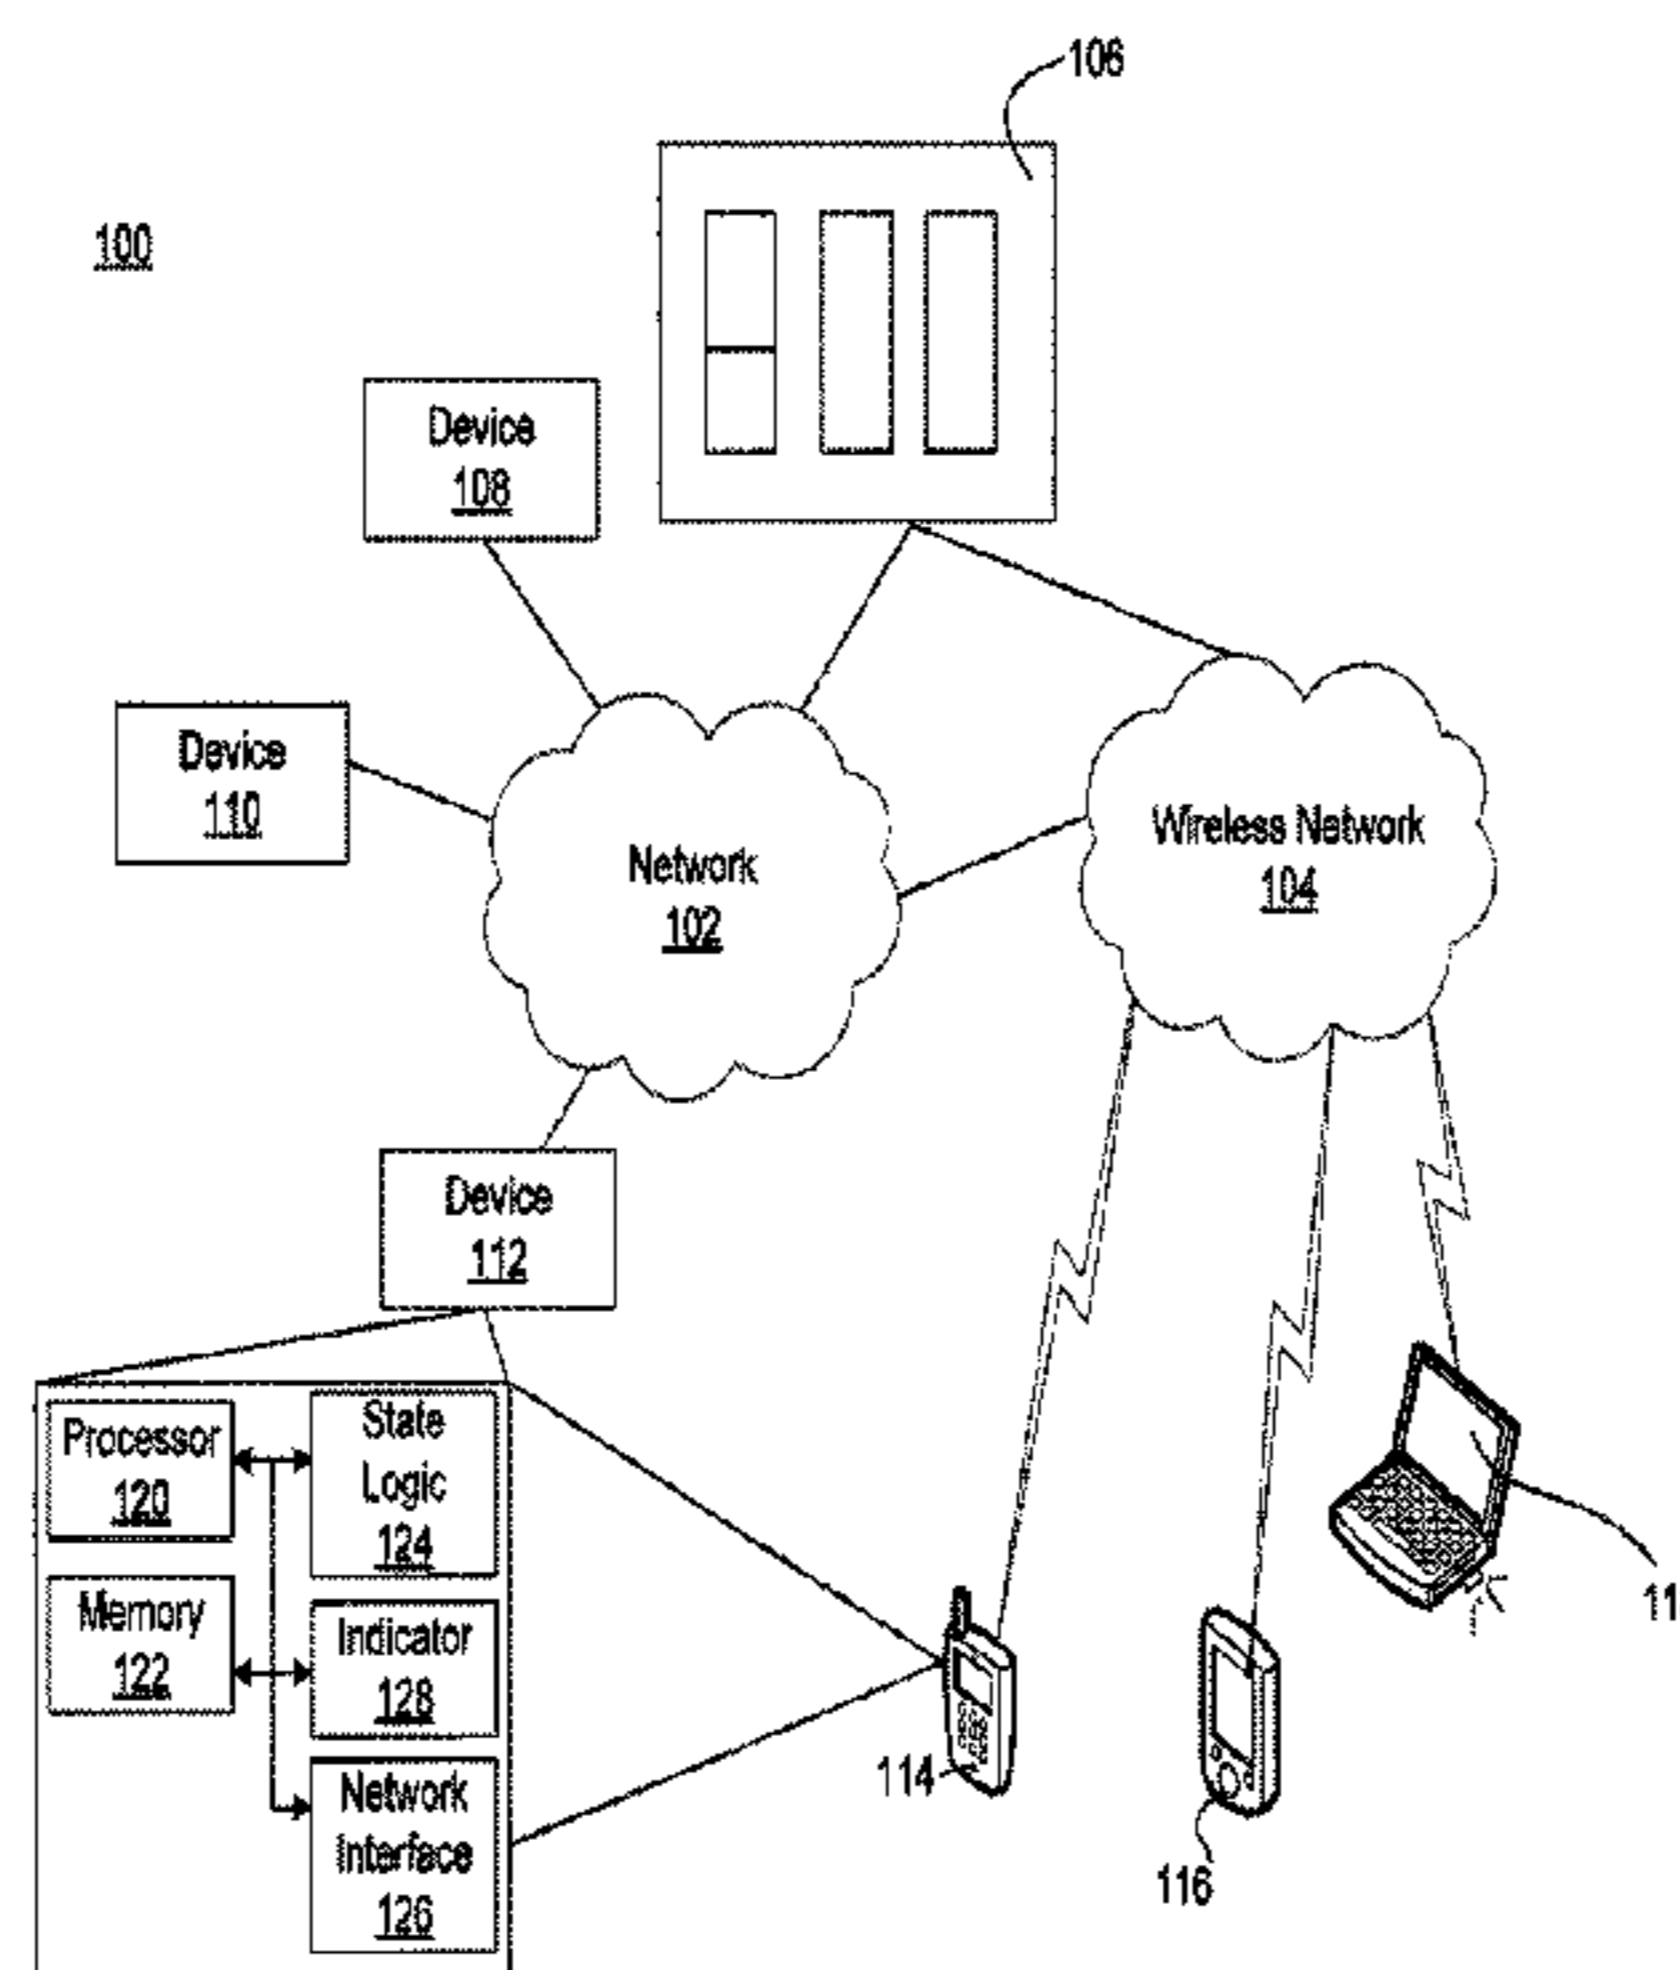 106
100
Device
108
Device
110
Network
102
Wireless Network
104
Device
112
Processor
120
State
Logic
124
Memory
122
Indicator
128
Network
Interface
126
114
116
11